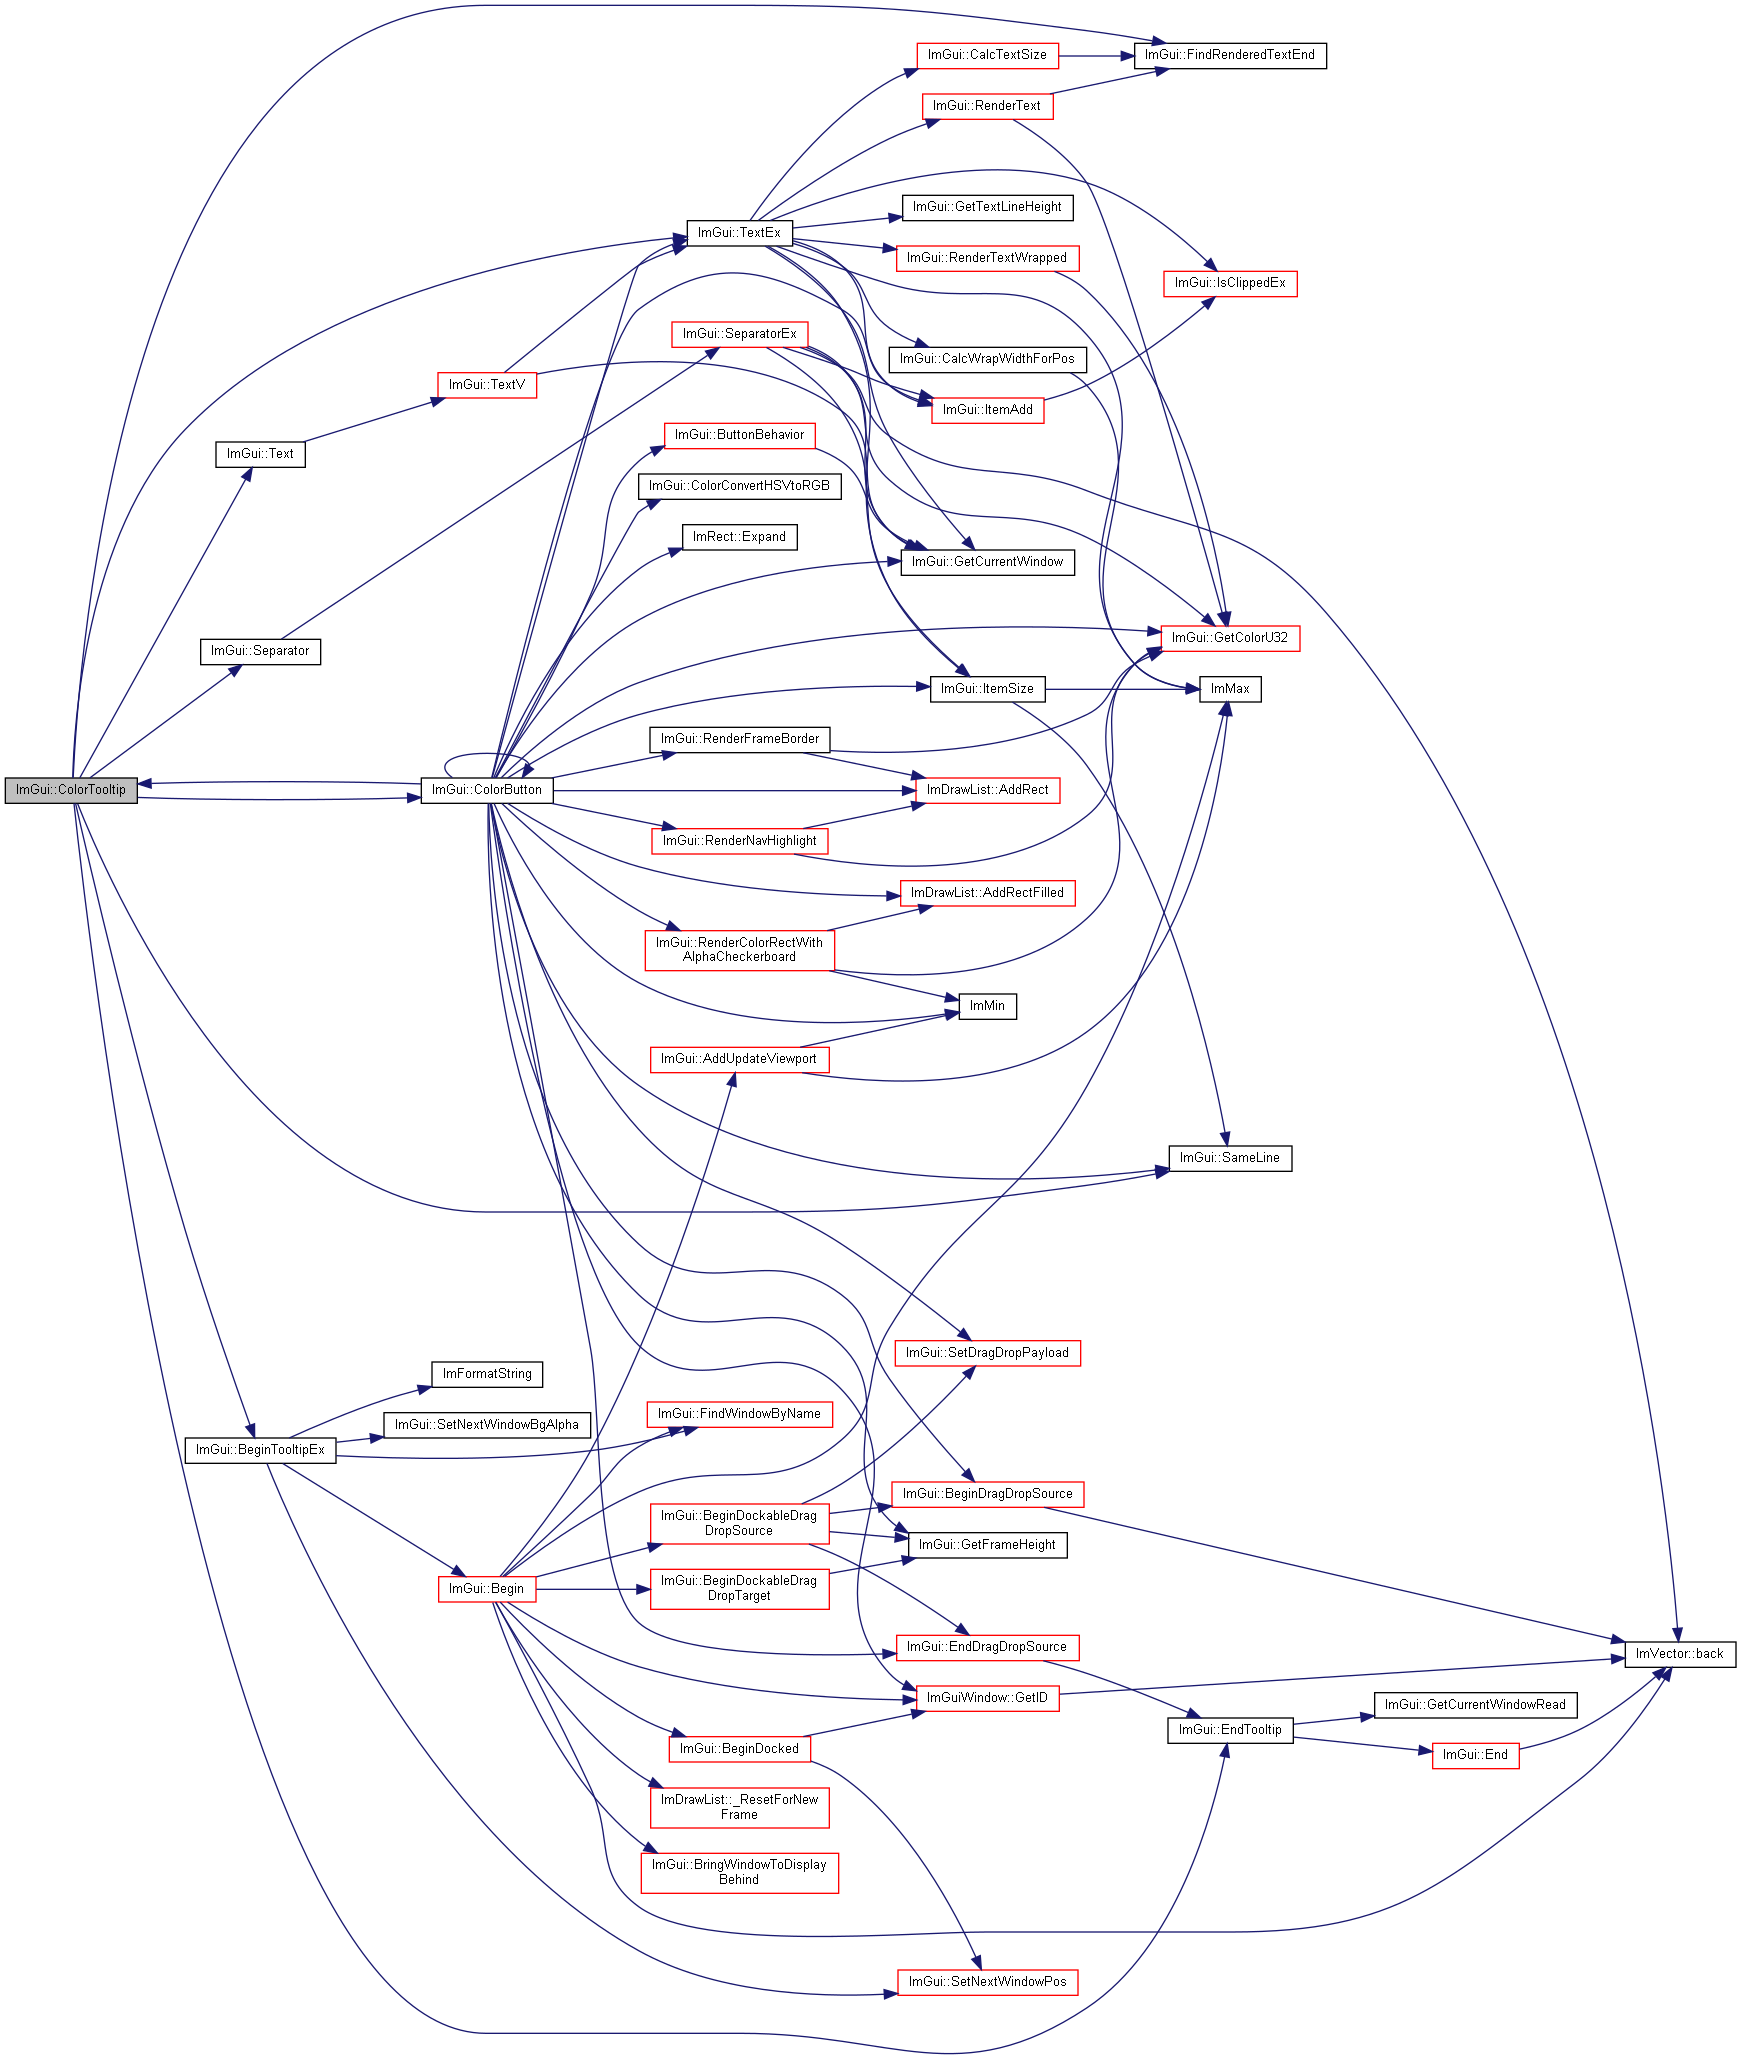 ImGui::CalcTextSize
ImGui::FindRenderedTextEnd
ImGui::RenderText
ImGui::GetTextLineHeight
ImGui::TextEx
ImGui::RenderTextWrapped
ImGui::IsClippedEx
ImGui::SeparatorEx
ImGui::CalcWrapWidthForPos
ImGui::TextV
ImGui::ItemAdd
ImGui::ButtonBehavior
ImGui::Text
ImGui::ColorConvertHSVtoRGB
ImRect::Expand
ImGui::GetCurrentWindow
ImGui::GetColorU32
ImGui::Separator
ImGui::ItemSize
ImMax
ImGui::RenderFrameBorder
ImGui::ColorTooltip
ImGui::ColorButton
ImDrawList::AddRect
ImGui::RenderNavHighlight
ImDrawList::AddRectFilled
ImGui::RenderColorRectWith
AlphaCheckerboard
ImMin
ImGui::AddUpdateViewport
ImGui::SameLine
ImGui::SetDragDropPayload
ImFormatString
ImGui::FindWindowByName
ImGui::SetNextWindowBgAlpha
ImGui::BeginTooltipEx
ImGui::BeginDragDropSource
ImGui::BeginDockableDrag
DropSource
ImGui::GetFrameHeight
ImGui::Begin
ImGui::BeginDockableDrag
DropTarget
ImGui::EndDragDropSource
ImVector::back
ImGuiWindow::GetID
ImGui::GetCurrentWindowRead
ImGui::EndTooltip
ImGui::BeginDocked
ImGui::End
ImDrawList::_ResetForNew
Frame
ImGui::BringWindowToDisplay
Behind
ImGui::SetNextWindowPos